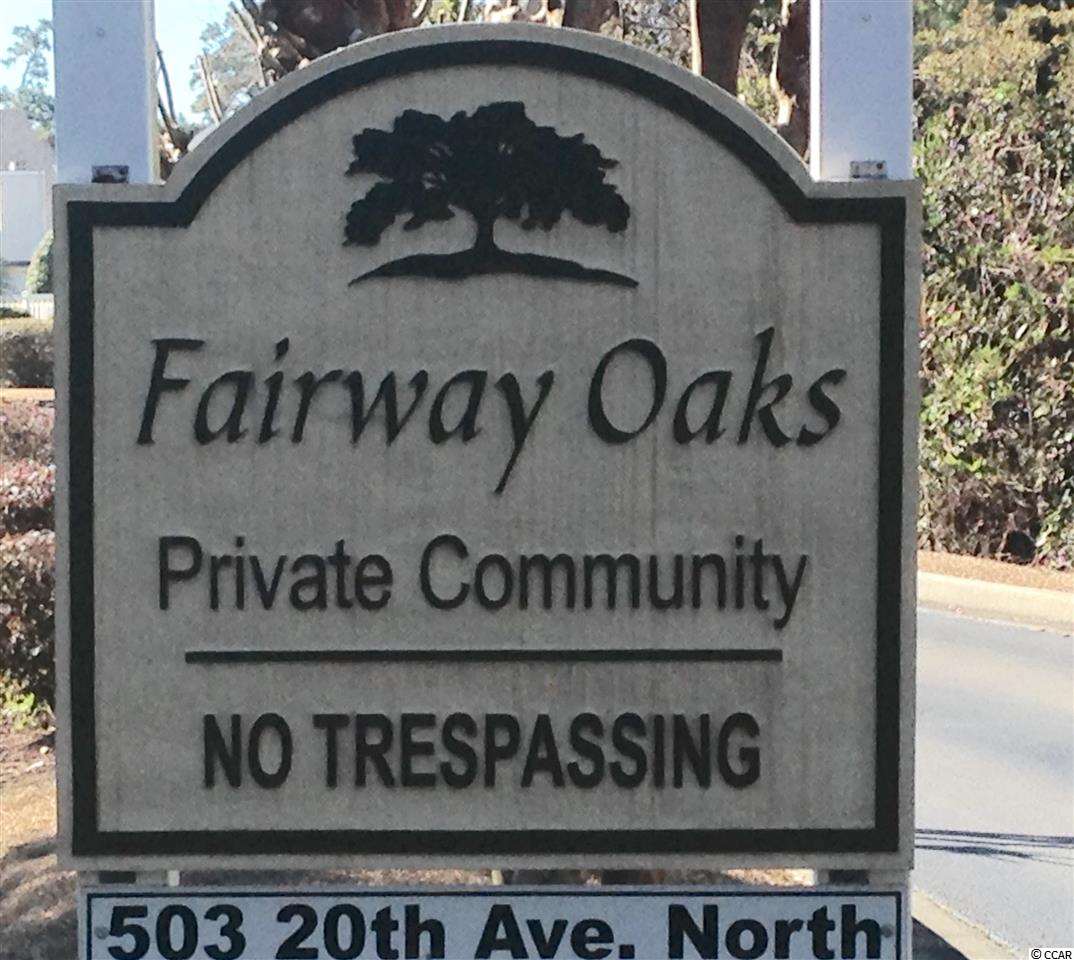 Fairway Oaks
Private Community
NO TRESPASSING
503 20th Ave. North
©CCAR